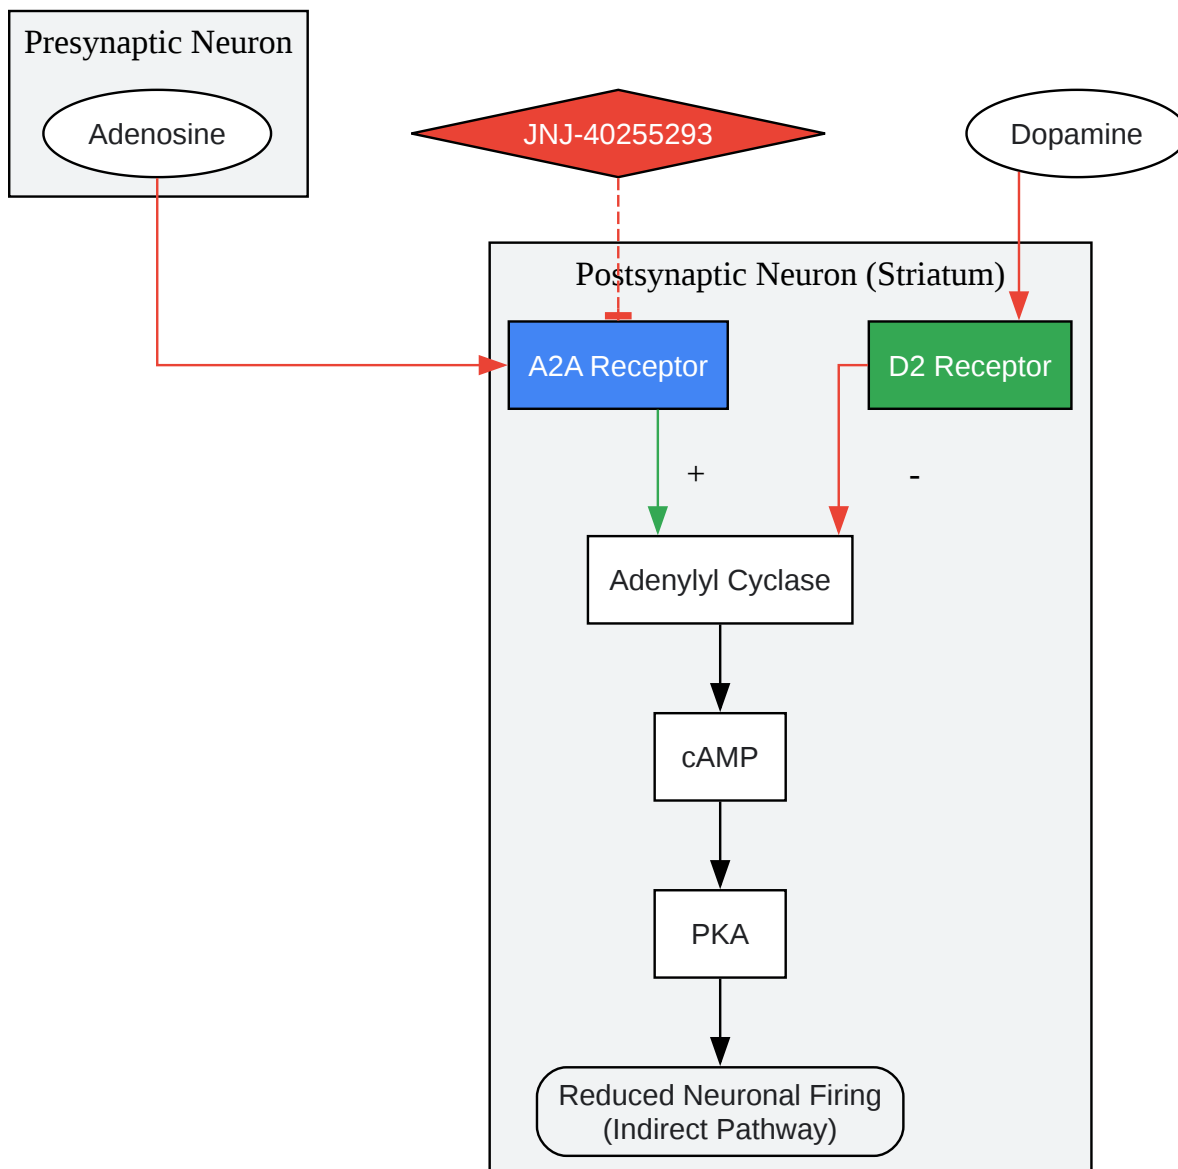 Presynaptic Neuron
Adenosine
JNJ-40255293
Dopamine
Postsynaptic Neuron (Striatum)
A2A Receptor
D2 Receptor
+
-
Adenylyl Cyclase
cAMP
PKA
Reduced Neuronal Firing
(Indirect Pathway)